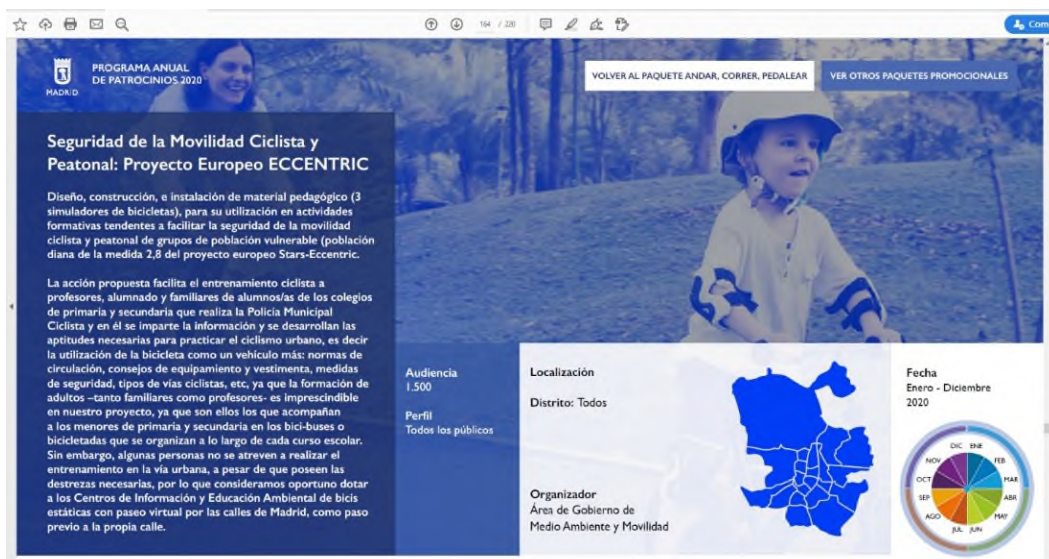 164 / 220
Com
MADRID
PROGRAMA ANUAL
DE PATROCINIOS 2020
VOLVER AL PAQUETE ANDAR, CORRER, PEDALEAR
VER OTROS PAQUETES PROMOCIONALES
Seguridad de la Movilidad Ciclista y
Peatonal: Proyecto Europeo ECCENTRIC
Diseño, construcción, e instalación de material pedagógico (3
simuladores de bicicletas), para su utilización en actividades
formativas tendentes a facilitar la seguridad de la movilidad
ciclista y peatonal de grupos de población vulnerable (población
diana de la medida 2,8 del proyecto europeo Stars-Eccentric.
La acción propuesta facilita el entrenamiento ciclista a
profesores, alumnado y familiares de alumnos/as de los colegios
de primaria y secundaria que realiza la Policía Municipal
Ciclista y en él se imparte la información y se desarrollan las
aptitudes necesarias para practicar el ciclismo urbano, es decir
la utilización de la bicicleta como un vehículo más: normas de
circulación, consejos de equipamiento y vestimenta, medidas
de seguridad, tipos de vías ciclistas, etc, ya que la formación de
adultos –tanto familiares como profesores- es imprescindible
en nuestro proyecto, ya que son ellos los que acompañan
a los menores de primaria y secundaria en los bici-buses o
bicicletadas que se organizan a lo largo de cada curso escolar.
Sin embargo, algunas personas no se atreven a realizar el
entrenamiento en la vía urbana, a pesar de que poseen las
destrezas necesarias, por lo que consideramos oportuno dotar
a los Centros de Información y Educación Ambiental de bicis
estáticas con paseo virtual por las calles de Madrid, como paso
previo a la propia calle.
Audiencia
1.500
Perfil
Todos los públicos
Localización
Distrito: Todos
Organizador
Área de Gobierno de
Medio Ambiente y Movilidad
Fecha
Enero - Diciembre
2020
DIC ENE
NOV FEB
OCT MAR
SEP ABR
AGO MAY
JUL JUN